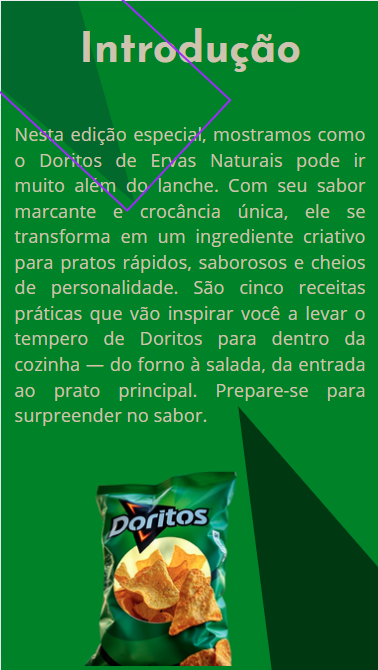 Introdução
Nesta edição especial, mostramos como
o Doritos de Ervas Naturais pode ir
muito além do lanche. Com seu sabor
marcante e crocância única, ele se
transforma em um ingrediente criativo
para pratos rápidos, saborosos e cheios
de personalidade. São cinco receitas
práticas que vão inspirar você a levar o
tempero de Doritos para dentro da
cozinha — do forno à salada, da entrada
ao prato principal. Prepare-se para
surpreender no sabor.
Doritos